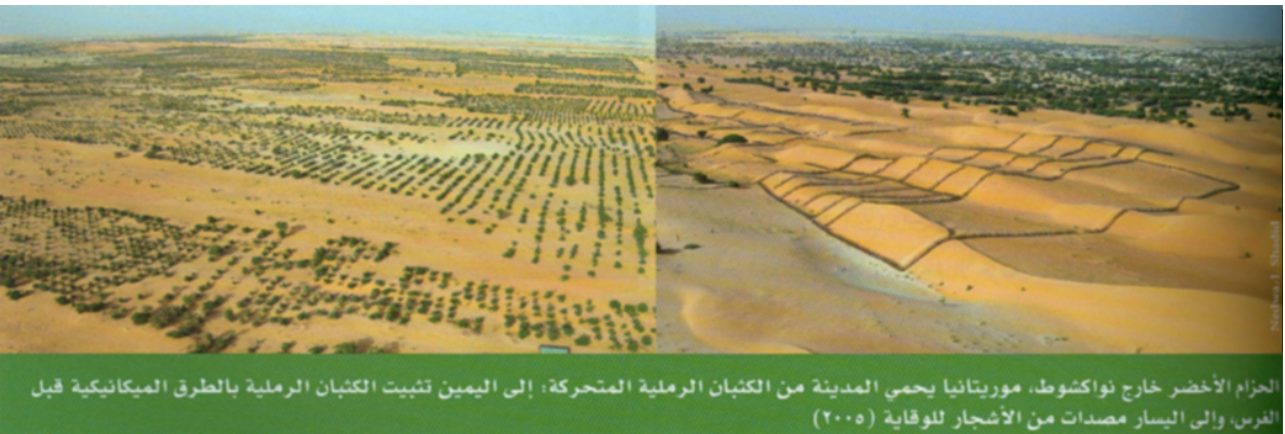 الحزام الأخضر خارج نواكشوط، موريتانيا يحمي المدينة من الكثبان الرملية المتحركة: إلى اليمين تثبيت الكثبان الرملية بالطرق الميكانيكية قبل
الغرس، وإلى اليسار مصدات من الأشجار للوقاية (٢٠٠٥)